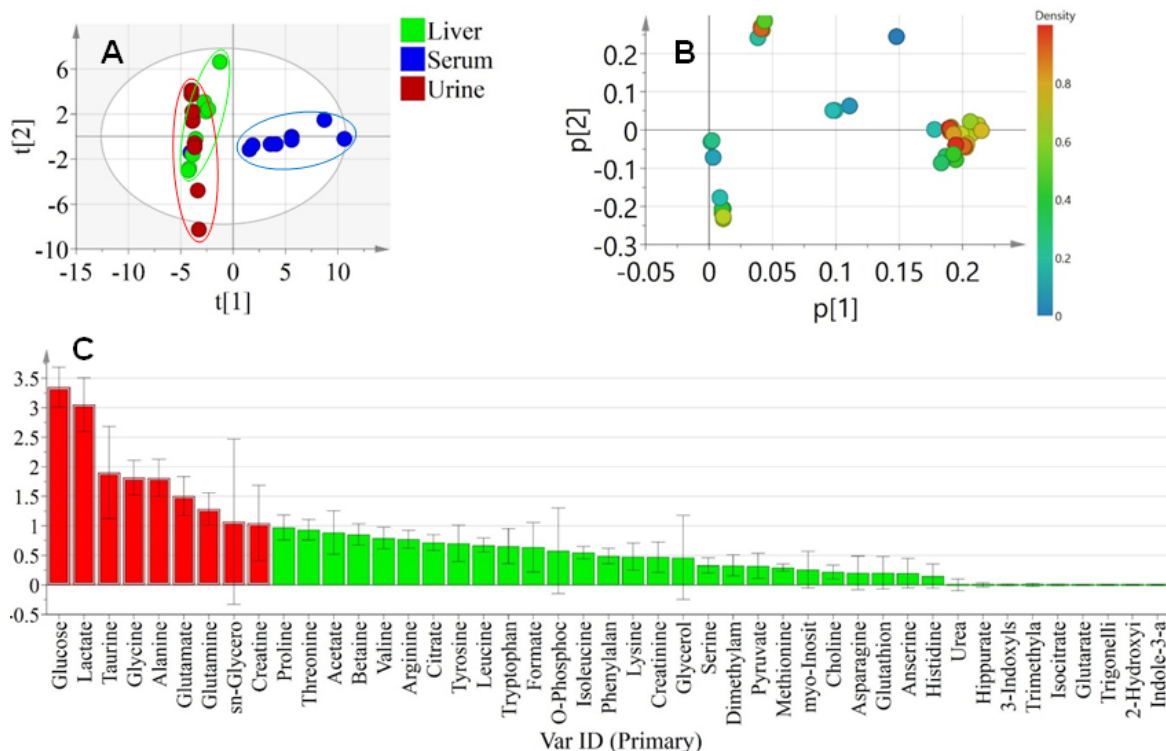 A
Liver
Serum
Urine
t[2]
6
2
-2
-6
-10
-15 -10 -5 0 5 10
t[1]
B
p[2]
0.2
0.1
0
-0.1
-0.2
-0.3
-0.05 0 0.05 0.1 0.15 0.2
p[1]
Density
0.8
0.6
0.4
0.2
0
C
3.5
3
2.5
2
1.5
1
0.5
0
-0.5
Glucose
Lactate
Taurine
Glycine
Alanine
Glutamate
Glutamine
sn-Glycero
Creatine
Proline
Threonine
Acetate
Betaine
Valine
Arginine
Citrate
Tyrosine
Leucine
Tryptophan
Formate
O-Phosphoc
Isoleucine
Phenylalan
Lysine
Creatinine
Glycerol
Serine
Dimethylam
Pyruvate
Methionine
myo-Inosit
Choline
Asparagine
Glutathion
Anserine
Histidine
Urea
Hippurate
3-Indoxyls
Trimethyla
Isocitrate
Glutarate
Trigonelli
2-Hydroxyi
Indole-3-a
Var ID (Primary)